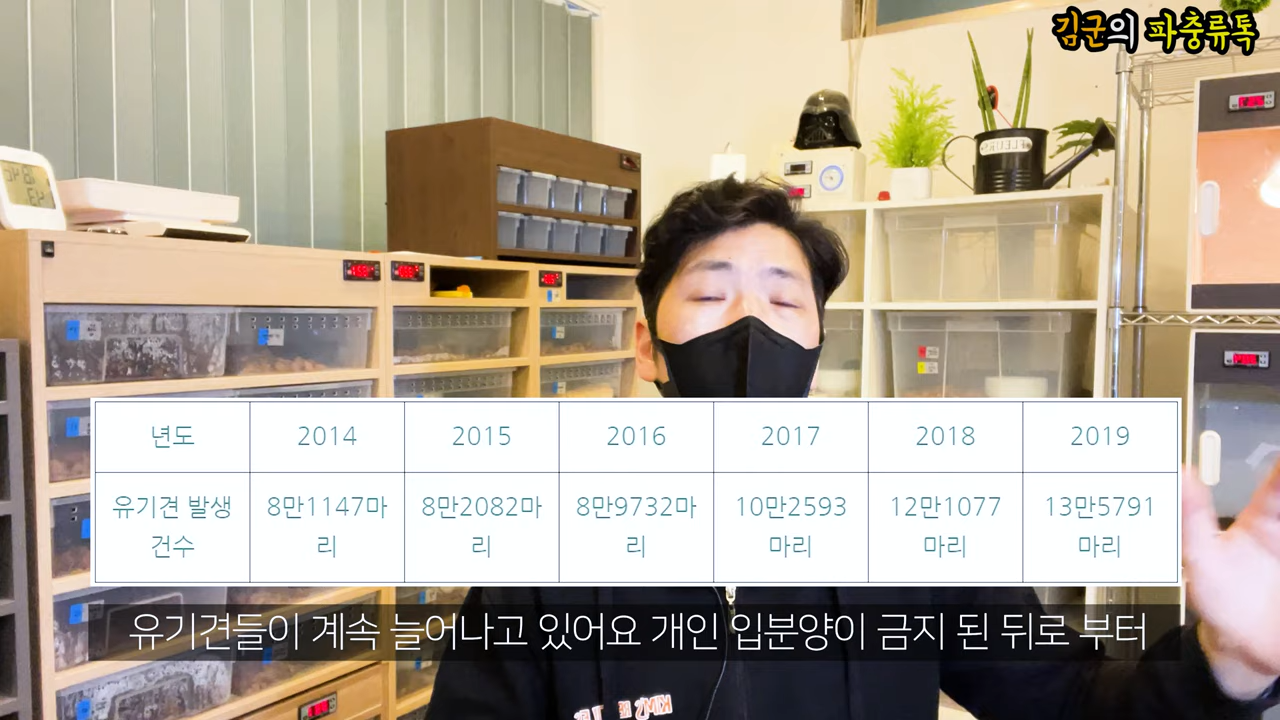 김군의 파충류톡
년도 2014 2015 2016 2017 2018 2019
유기견 발생 건수 8만1147마리 8만2082마리 8만9732마리 10만2593마리 12만1077마리 13만5791마리
유기견들이 계속 늘어나고 있어요 개인 입분양이 금지 된 뒤로 부터